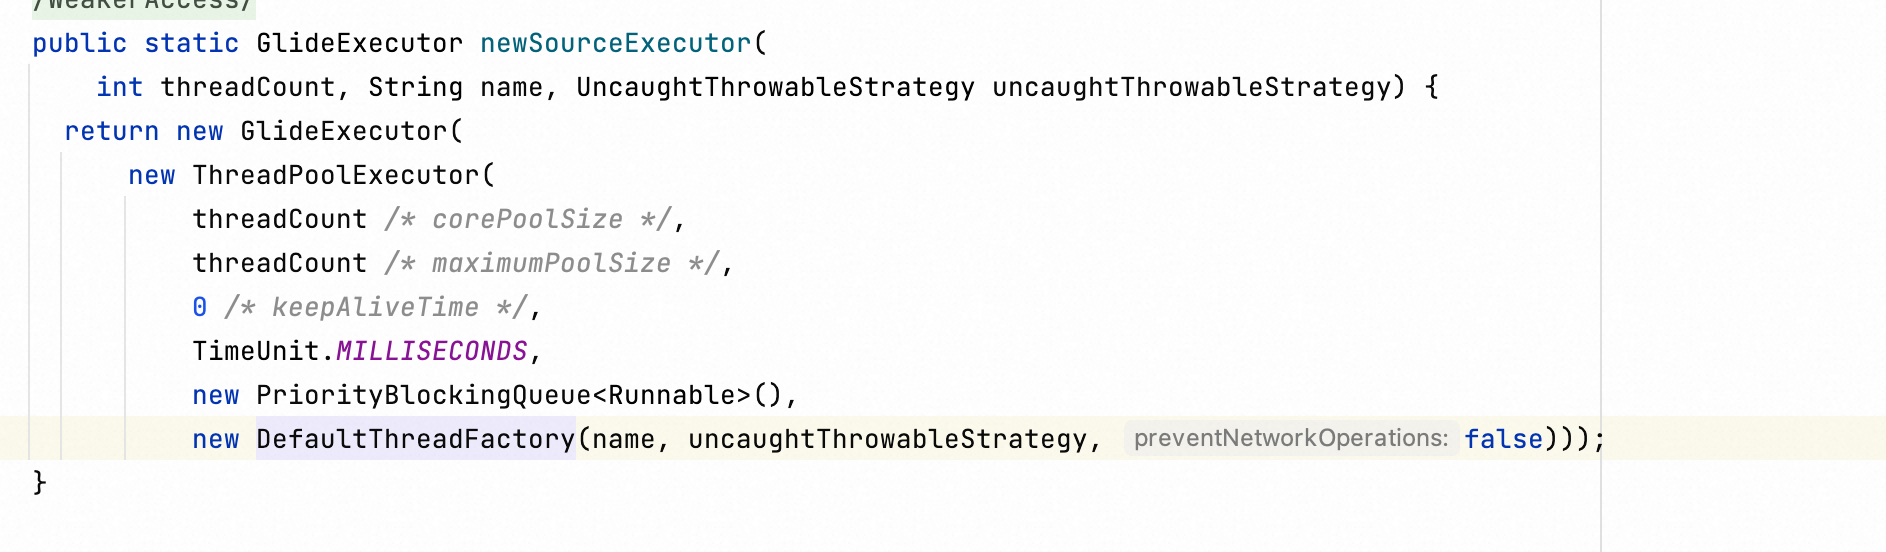 /WeakerAccess/
public static GlideExecutor newSourceExecutor(
int threadCount, String name, UncaughtThrowableStrategy uncaughtThrowableStrategy) {
return new GlideExecutor(
new ThreadPoolExecutor(
threadCount /* corePoolSize */,
threadCount /* maximumPoolSize */,
0 /* keepAliveTime */,
TimeUnit.MILLISECONDS,
new PriorityBlockingQueue<Runnable>(),
new DefaultThreadFactory(name, uncaughtThrowableStrategy, preventNetworkOperations: false)));
}